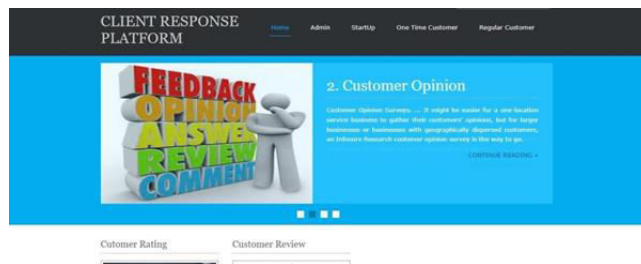 CLIENT RESPONSE
PLATFORM
Home Admin StartUp One Time Customer Regular Customer
FEEDBACK
OPINION
ANSWER
REVIEW
COMMENT
2. Customer Opinion
Customer Opinion Surveys. ... It might be easier for a one-location
service business to gather their customers' opinions, but for larger
businesses or businesses with geographically dispersed customers,
an Infosurv Research customer opinion survey is the way to go.
CONTINUE READING »
Cutomer Rating
Customer Review